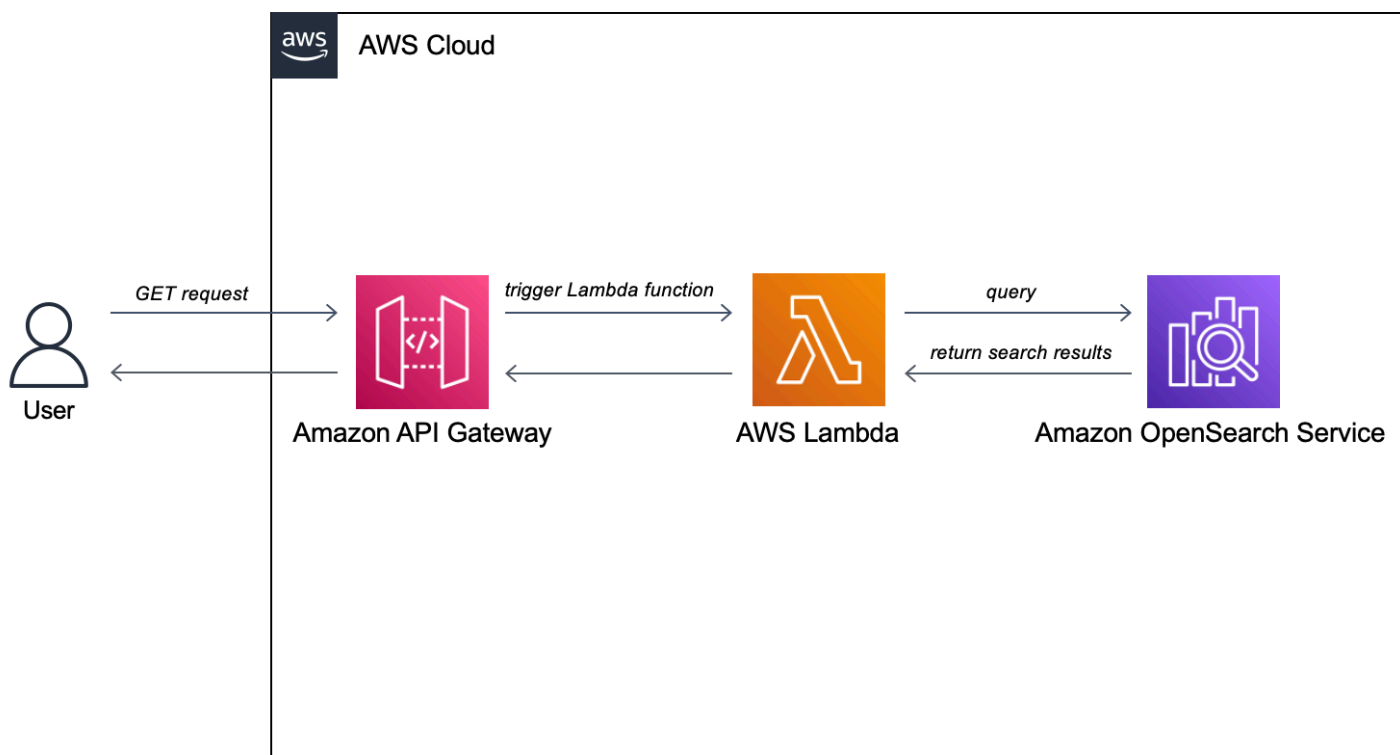 aws
AWS Cloud
GET request
trigger Lambda function
query
return search results
</>
User
Amazon API Gateway
AWS Lambda
Amazon OpenSearch Service